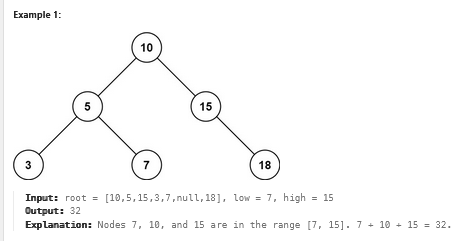 Example 1:
10
5 15
3 7 18
Input: root = [10,5,15,3,7,null,18], low = 7, high = 15
Output: 32
Explanation: Nodes 7, 10, and 15 are in the range [7, 15]. 7 + 10 + 15 = 32.